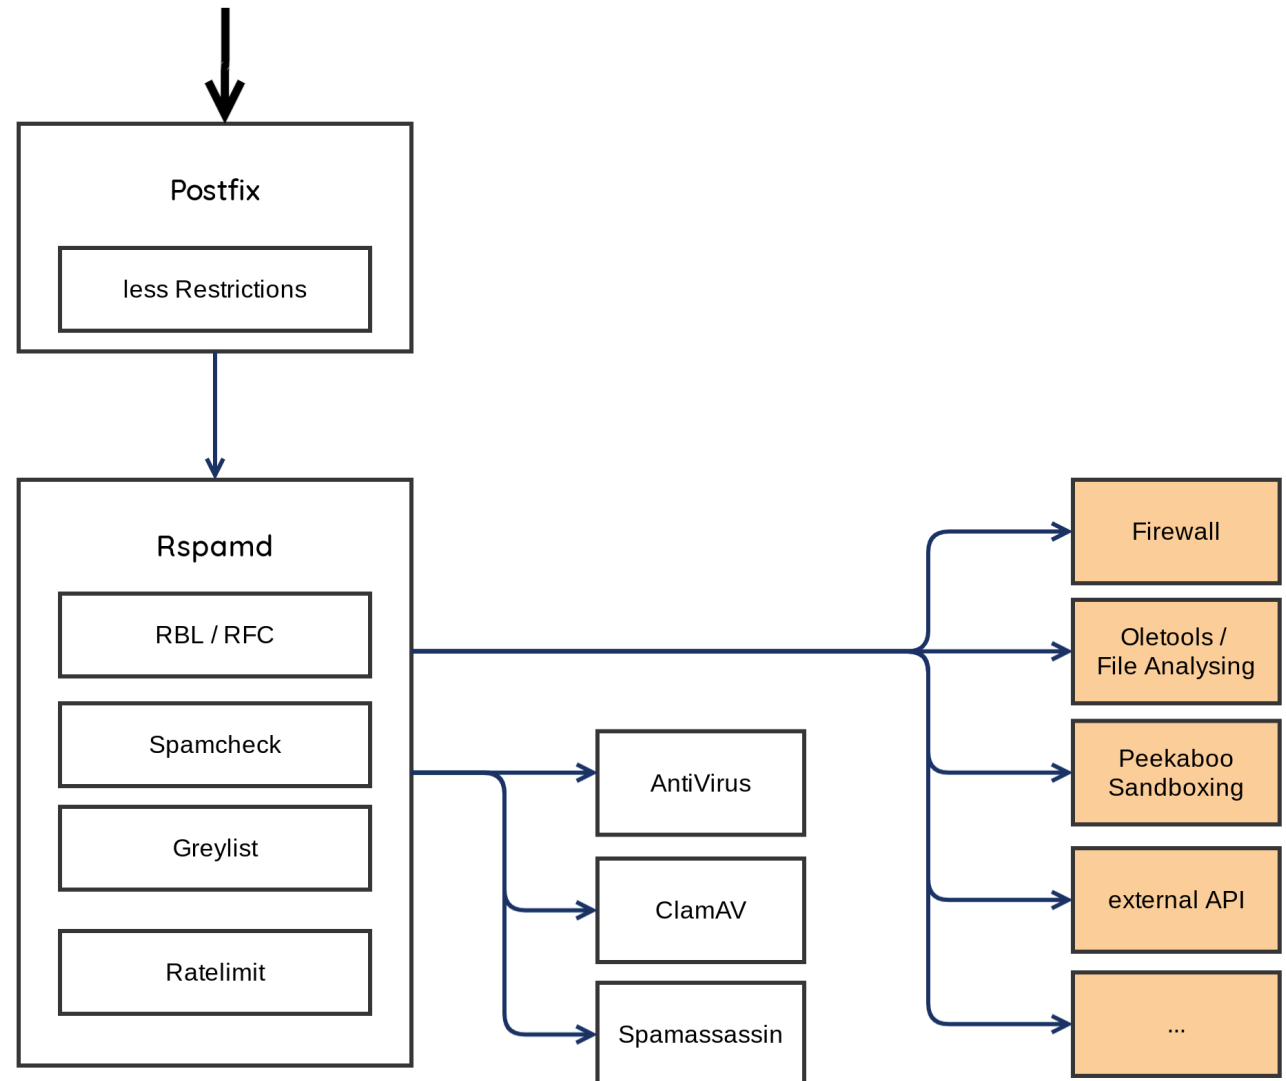 Postfix
less Restrictions
Rspamd
RBL / RFC
Spamcheck
Greylist
Ratelimit
AntiVirus
ClamAV
Spamassassin
Firewall
Oletools /
File Analysing
Peekaboo
Sandboxing
external API
...